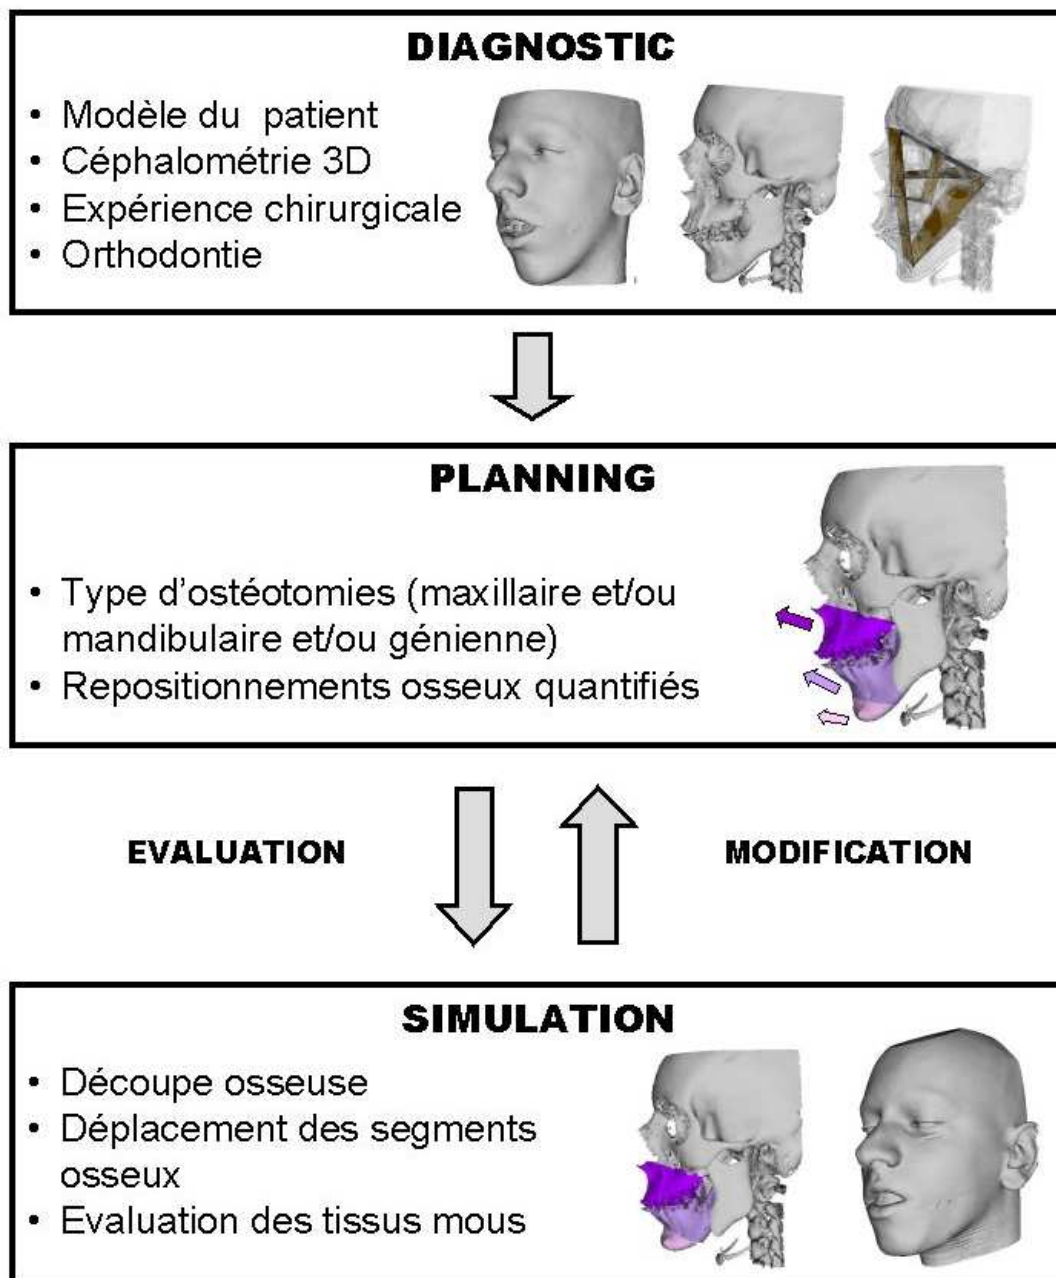 DIAGNOSTIC
• Modèle du patient
• Céphalométrie 3D
• Expérience chirurgicale
• Orthodontie
PLANNING
• Type d'ostéotomies (maxillaire et/ou
mandibulaire et/ou génienne)
• Repositionnements osseux quantifiés
EVALUATION
MODIFICATION
SIMULATION
• Découpe osseuse
• Déplacement des segments
osseux
• Evaluation des tissus mous